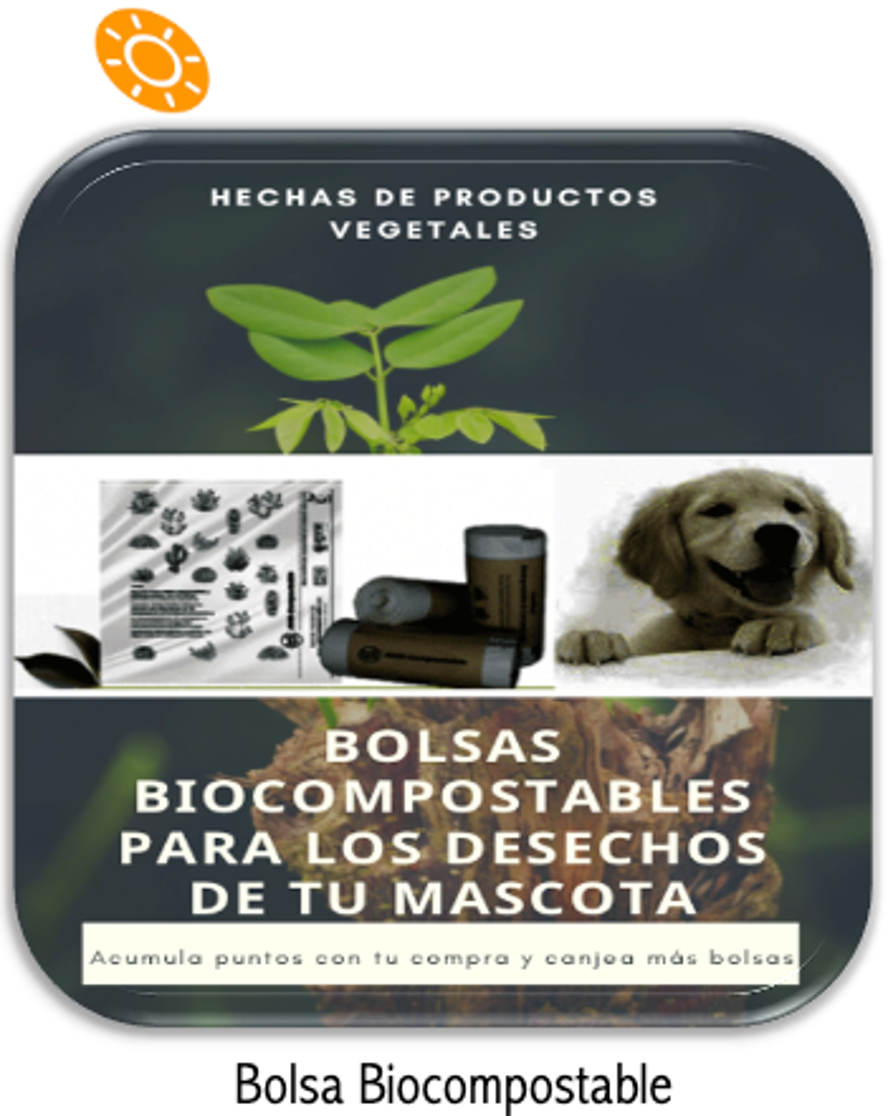 HECHAS DE PRODUCTOS
VEGETALES
BOLSAS
BIOCOMPOSTABLES
PARA LOS DESECHOS
DE TU MASCOTA
Acumula puntos con tu compra y canjea más bolsas
Bolsa Biocompostable